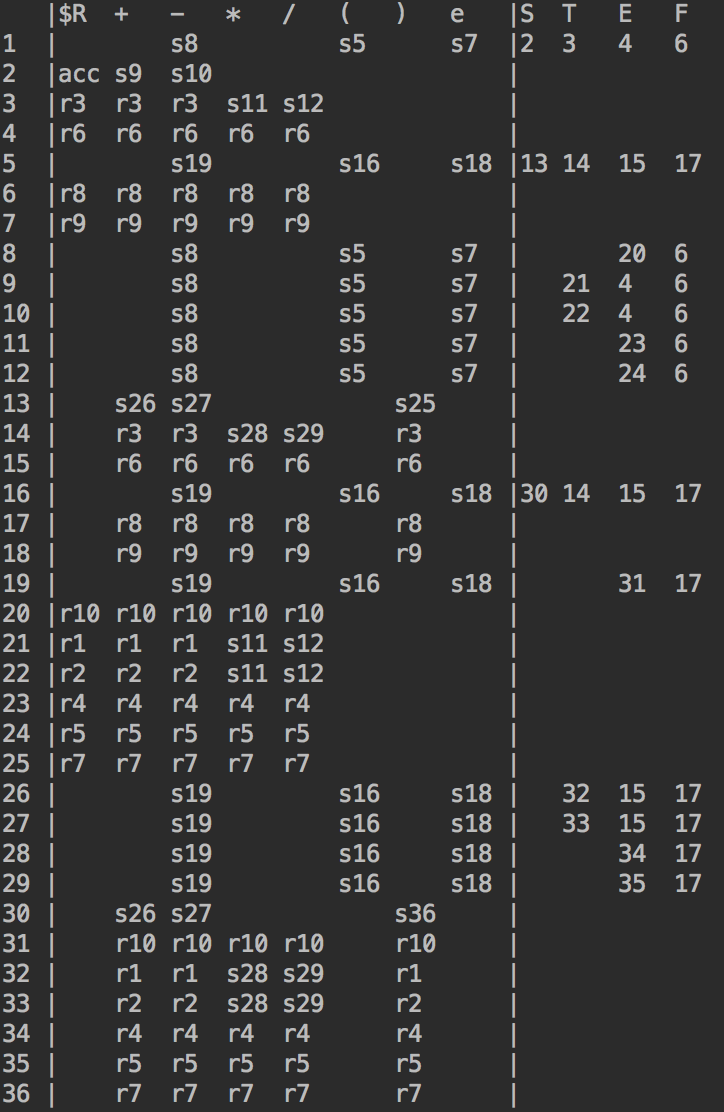 |$R  +   -   *   /   (   )   e   |S  T   E   F
1   |        s8          s5      s7  |2  3   4   6
2   |acc s9  s10                     |
3   |r3  r3  r3  s11 s12             |
4   |r6  r6  r6  r6  r6              |
5   |        s19         s16     s18 |13 14  15  17
6   |r8  r8  r8  r8  r8              |
7   |r9  r9  r9  r9  r9              |
8   |        s8          s5      s7  |       20  6
9   |        s8          s5      s7  |   21  4   6
10  |        s8          s5      s7  |   22  4   6
11  |        s8          s5      s7  |       23  6
12  |        s8          s5      s7  |       24  6
13  |    s26 s27             s25     |
14  |    r3  r3  s28 s29     r3      |
15  |    r6  r6  r6  r6      r6      |
16  |        s19         s16     s18 |30 14  15  17
17  |    r8  r8  r8  r8      r8      |
18  |    r9  r9  r9  r9      r9      |
19  |        s19         s16     s18 |       31  17
20  |r10 r10 r10 r10 r10             |
21  |r1  r1  r1  s11 s12             |
22  |r2  r2  r2  s11 s12             |
23  |r4  r4  r4  r4  r4              |
24  |r5  r5  r5  r5  r5              |
25  |r7  r7  r7  r7  r7              |
26  |        s19         s16     s18 |   32  15  17
27  |        s19         s16     s18 |   33  15  17
28  |        s19         s16     s18 |       34  17
29  |        s19         s16     s18 |       35  17
30  |    s26 s27             s36     |
31  |    r10 r10 r10 r10     r10     |
32  |    r1  r1  s28 s29     r1      |
33  |    r2  r2  s28 s29     r2      |
34  |    r4  r4  r4  r4      r4      |
35  |    r5  r5  r5  r5      r5      |
36  |    r7  r7  r7  r7      r7      |